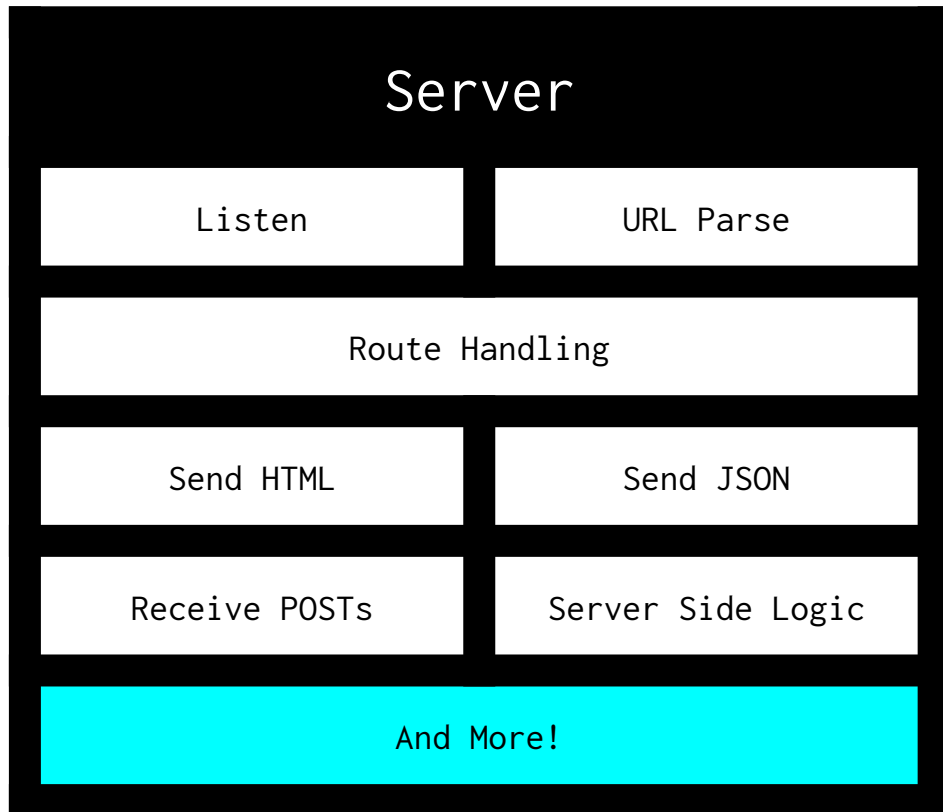 Server
Listen
URL Parse
Route Handling
Send HTML
Send JSON
Receive POSTs
Server Side Logic
And More!